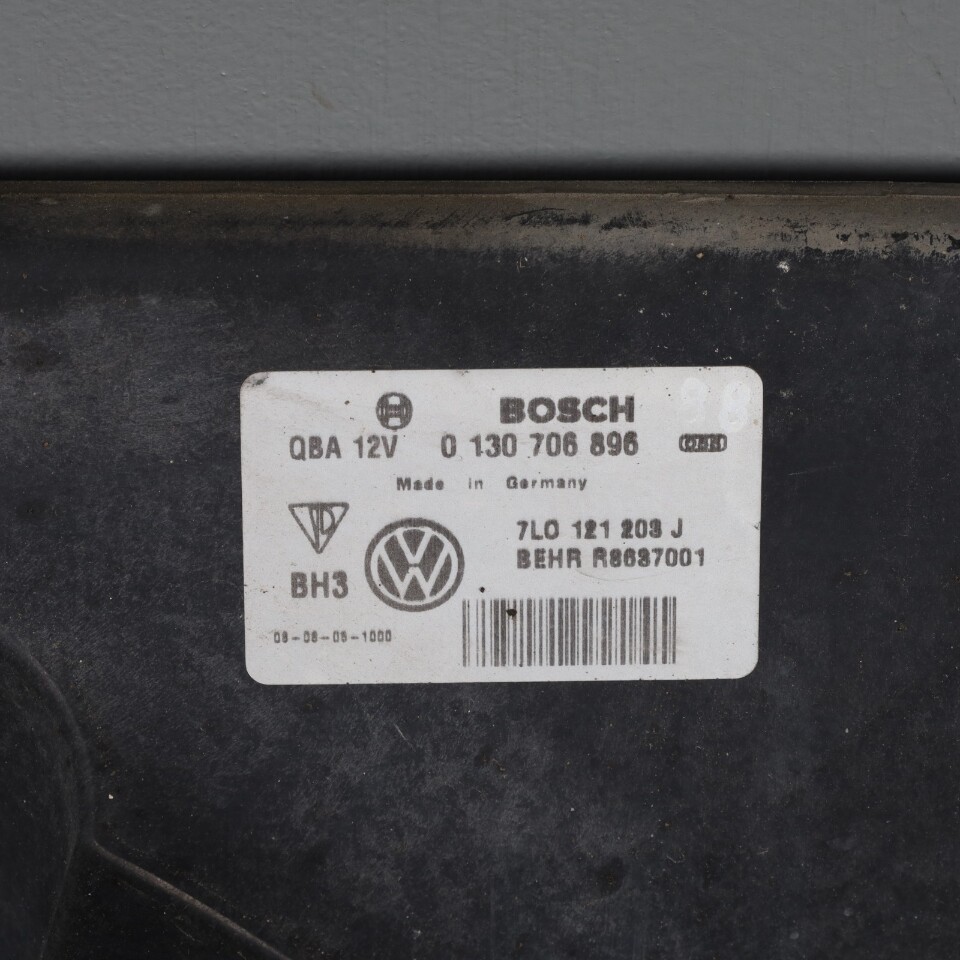 BOSCH
QBA 12V 0 130 706 896
Made in Germany
7L0 121 203 J
BEHR R8637001
BH3
08-08-05-1000